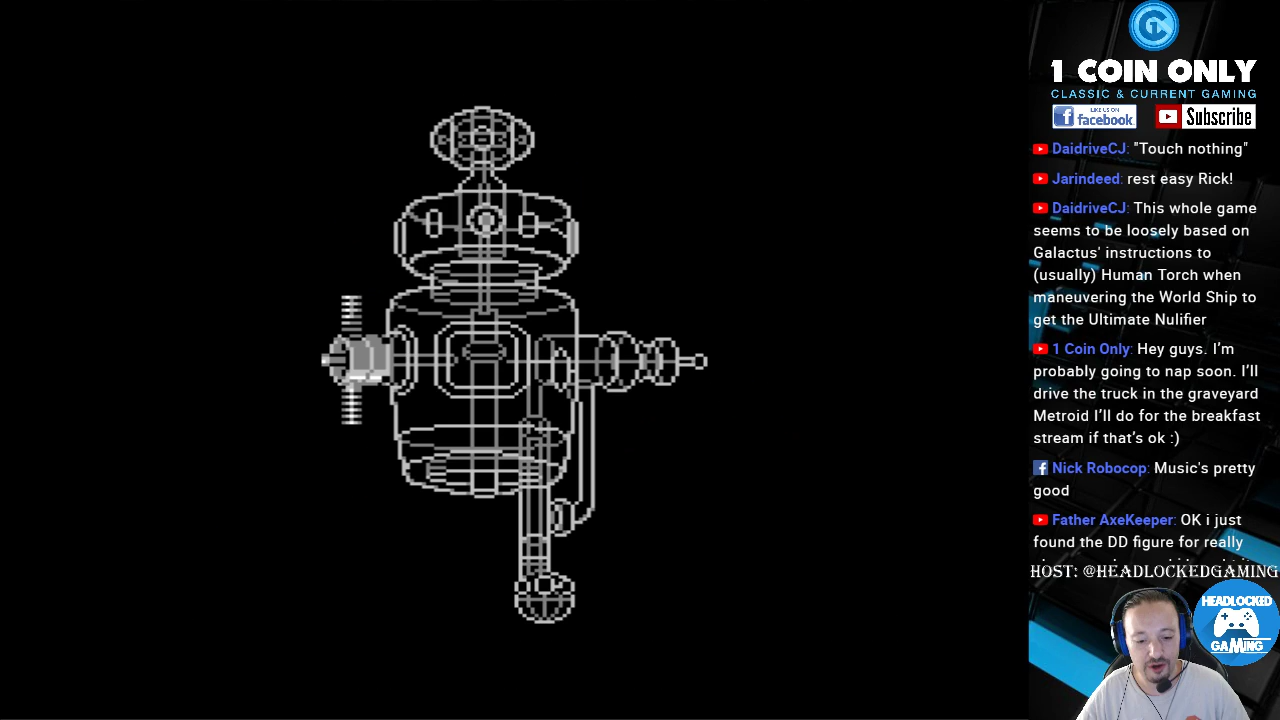 1 COIN ONLY
CLASSIC & CURRENT GAMING
LIKE US ON
facebook.
Subscribe
DaidriveCJ: "Touch nothing"
Jarindeed: rest easy Rick!
DaidriveCJ: This whole game
seems to be loosely based on
Galactus' instructions to
(usually) Human Torch when
maneuvering the World Ship to
get the Ultimate Nulifier
1 Coin Only: Hey guys. I'm
probably going to nap soon. I'll
drive the truck in the graveyard
Metroid I'll do for the breakfast
stream if that's ok :)
Nick Robocop: Music's pretty
good
Father AxeKeeper: OK i just
found the DD figure for really
HOST: @HEADLOCKEDGAMING
HEADLOCKED
GAMING